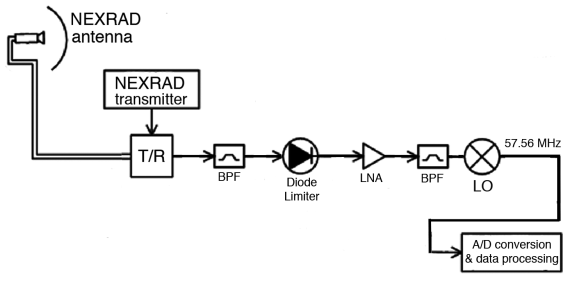 NEXRAD
antenna
NEXRAD
transmitter
T/R
BPF
Diode
Limiter
LNA
BPF
LO
57.56 MHz
A/D conversion
& data processing